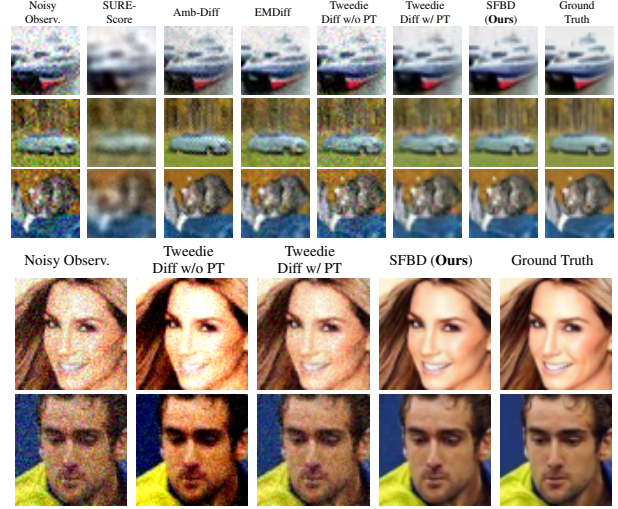 Noisy
Observ.
SURE-
Score
Amb-Diff
EMDiff
Tweedie
Diff w/o PT
Tweedie
Diff w/ PT
SFBD
(Ours)
Ground
Truth
Noisy Observ.
Tweedie
Diff w/o PT
Tweedie
Diff w/ PT
SFBD (Ours)
Ground Truth